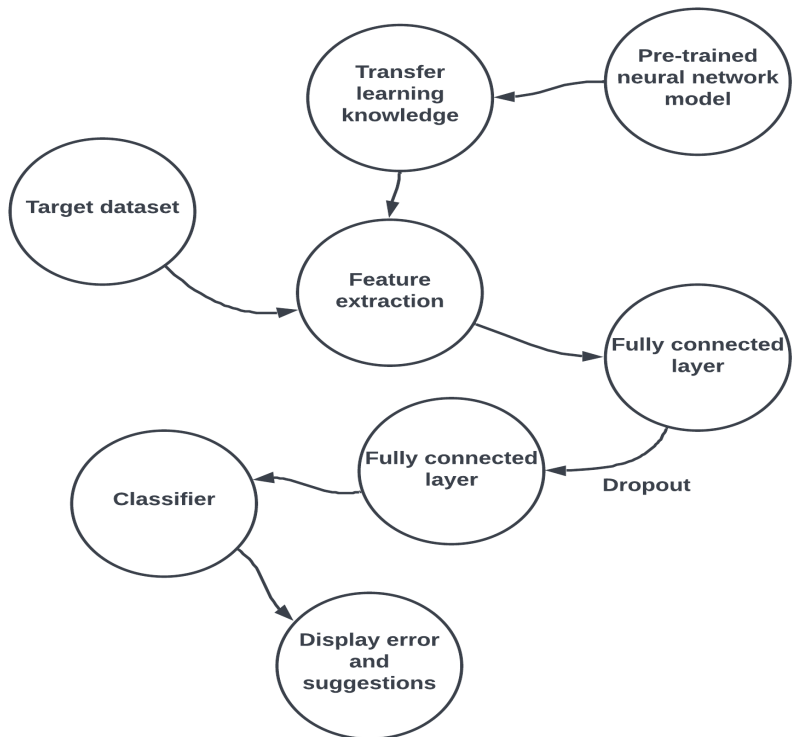 Pre-trained
neural network
model
Transfer
learning
knowledge
Target dataset
Feature
extraction
Fully connected
layer
Dropout
Fully connected
layer
Classifier
Display error
and
suggestions